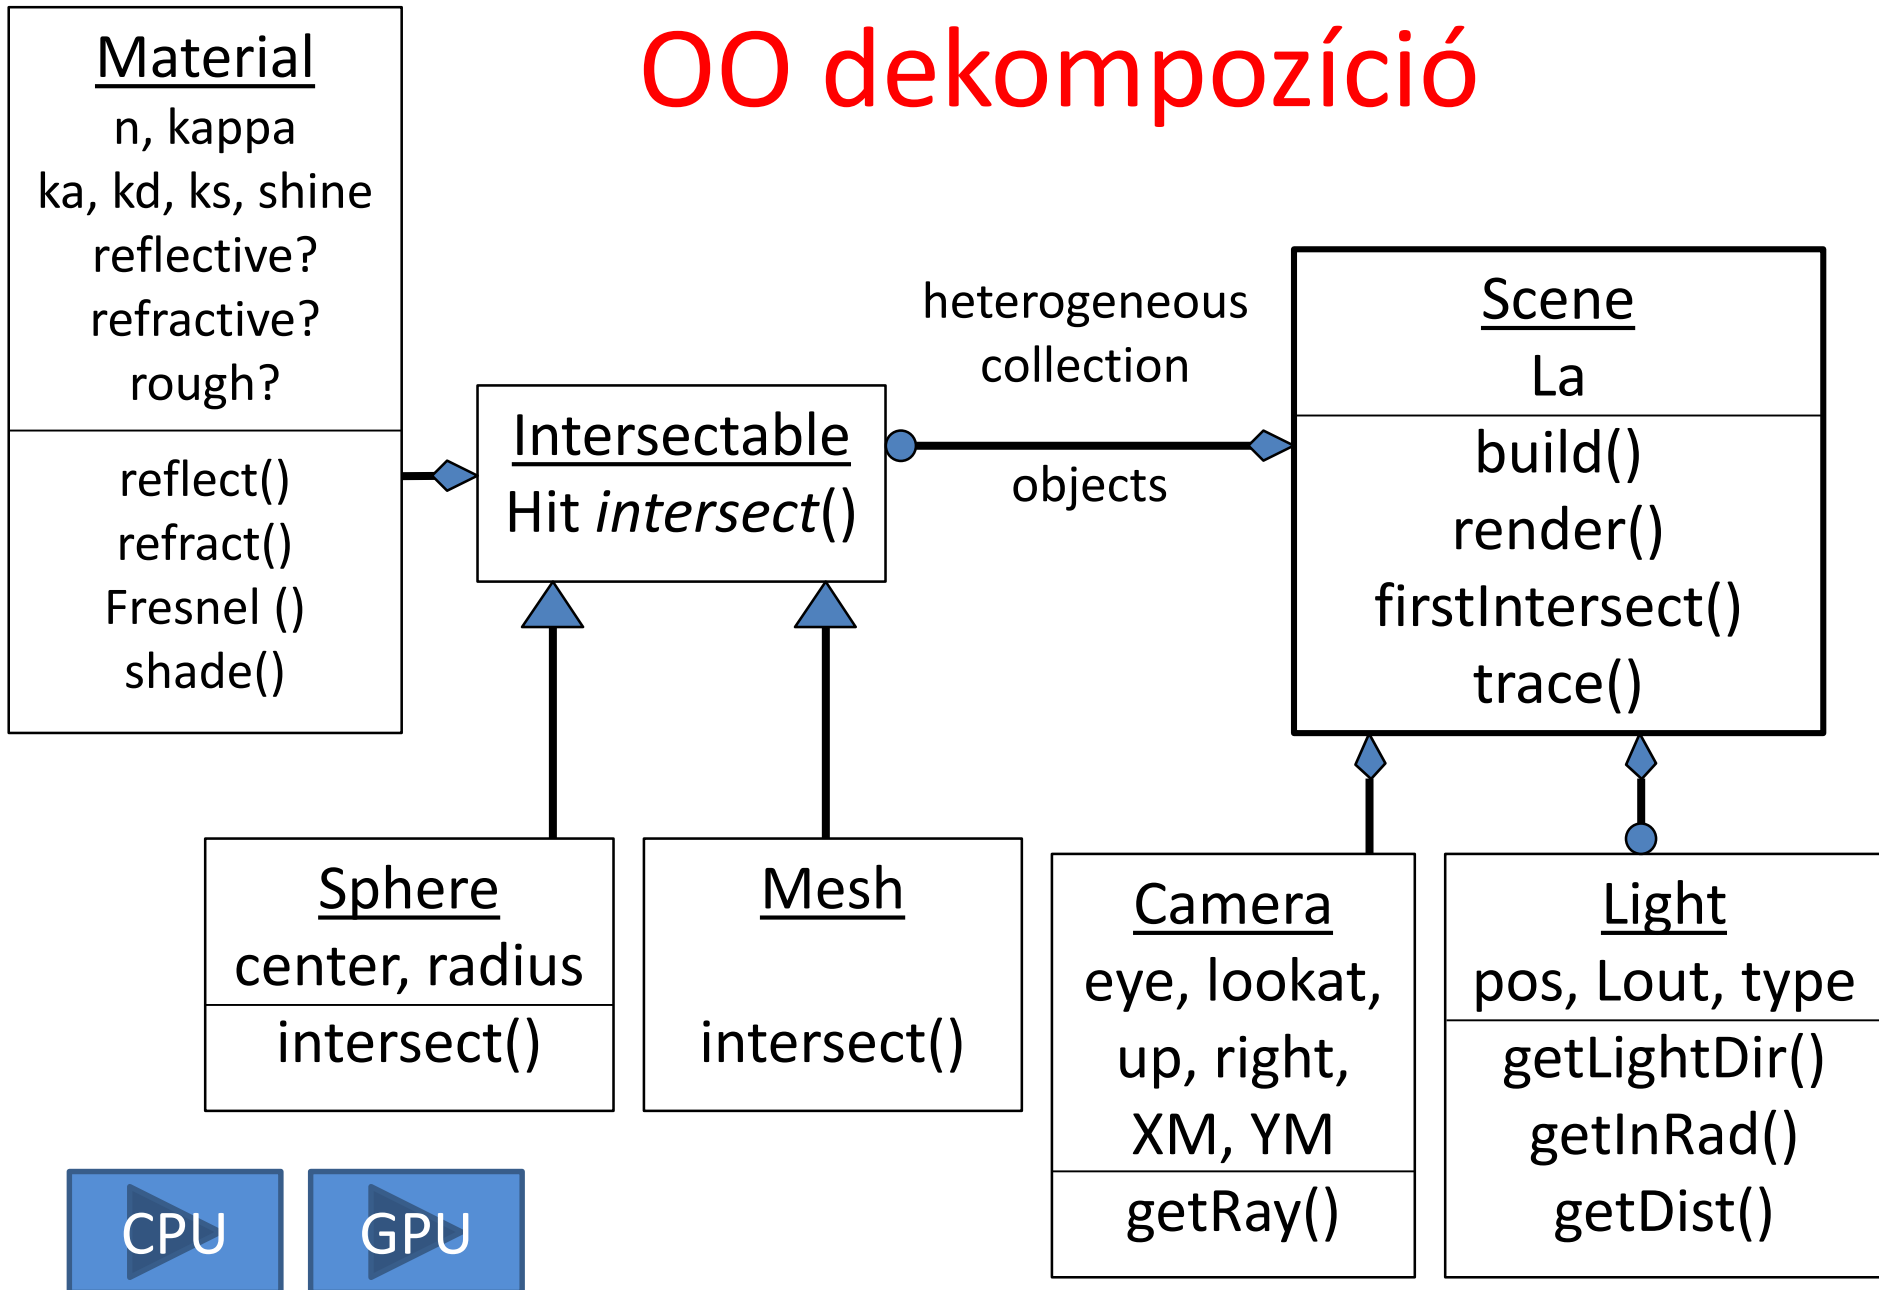 OO dekompozíció
Material
n, kappa
ka, kd, ks, shine
reflective?
refractive?
rough?
reflect()
refract()
Fresnel ()
shade()
Intersectable
Hit intersect()
heterogeneous
collection
objects
Scene
La
build()
render()
firstIntersect()
trace()
Sphere
center, radius
intersect()
Mesh
intersect()
Camera
eye, lookat,
up, right,
XM, YM
getRay()
Light
pos, Lout, type
getLightDir()
getInRad()
getDist()
CPU
GPU